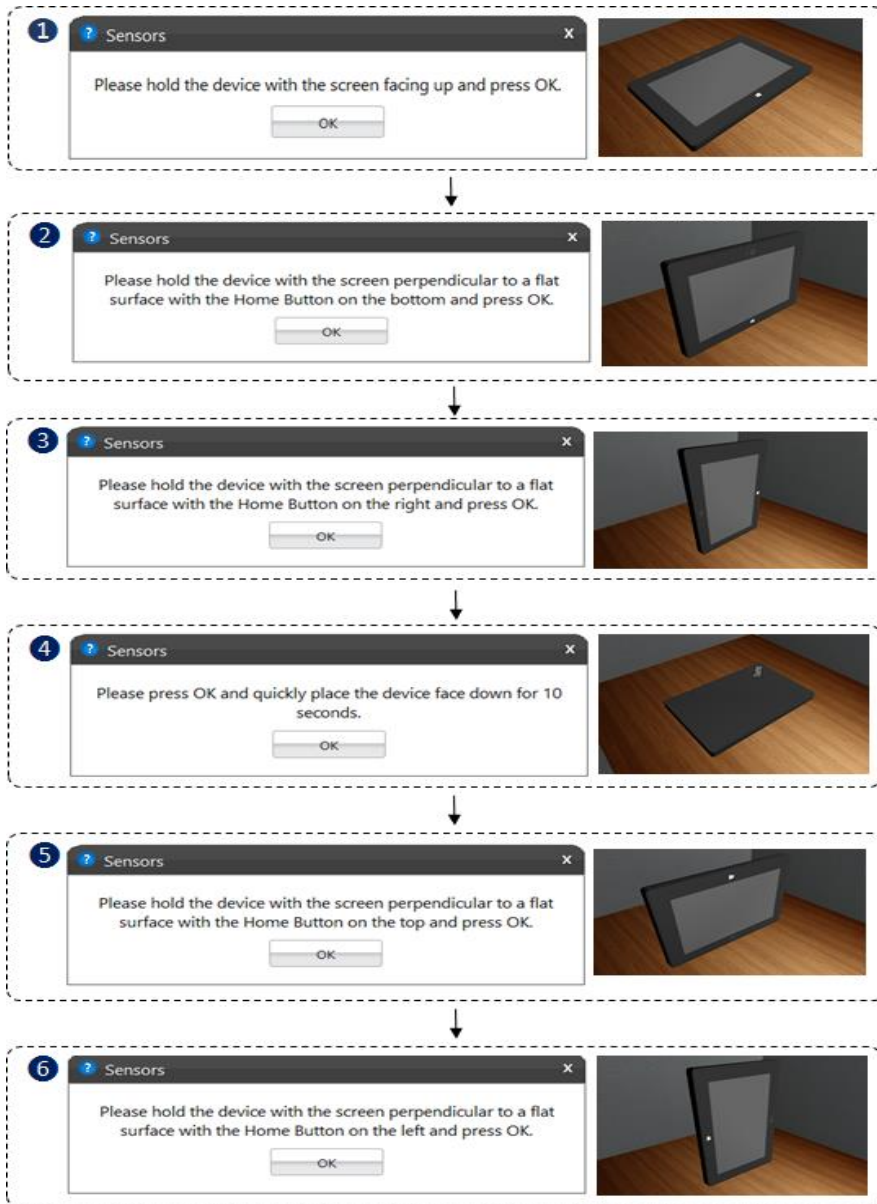 1
? Sensors x
Please hold the device with the screen facing up and press OK.
OK
2
? Sensors x
Please hold the device with the screen perpendicular to a flat
surface with the Home Button on the bottom and press OK.
OK
3
? Sensors x
Please hold the device with the screen perpendicular to a flat
surface with the Home Button on the right and press OK.
OK
4
? Sensors x
Please press OK and quickly place the device face down for 10
seconds.
OK
5
? Sensors x
Please hold the device with the screen perpendicular to a flat
surface with the Home Button on the top and press OK.
OK
6
? Sensors x
Please hold the device with the screen perpendicular to a flat
surface with the Home Button on the left and press OK.
OK